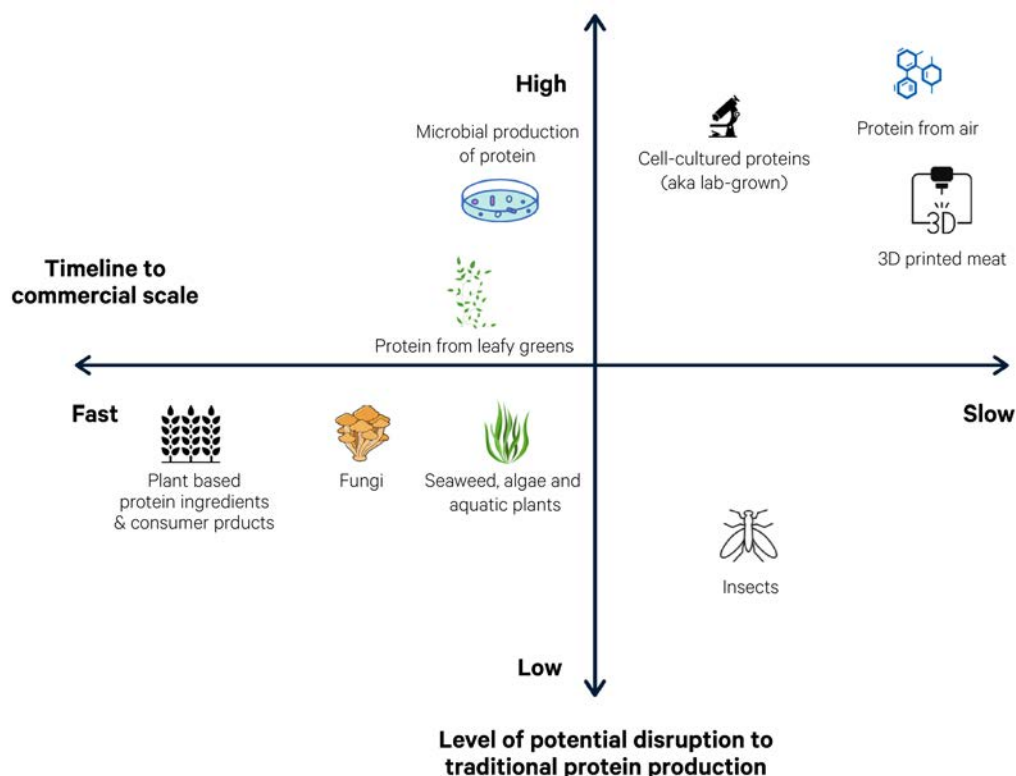 High
Microbial production
of protein
Cell-cultured proteins
(aka lab-grown)
Protein from air
3D
3D printed meat
Timeline to
commercial scale
Protein from leafy greens
Fast
Slow
Plant based
protein ingredients
& consumer prducts
Fungi
Seaweed, algae and
aquatic plants
Insects
Low
Level of potential disruption to
traditional protein production